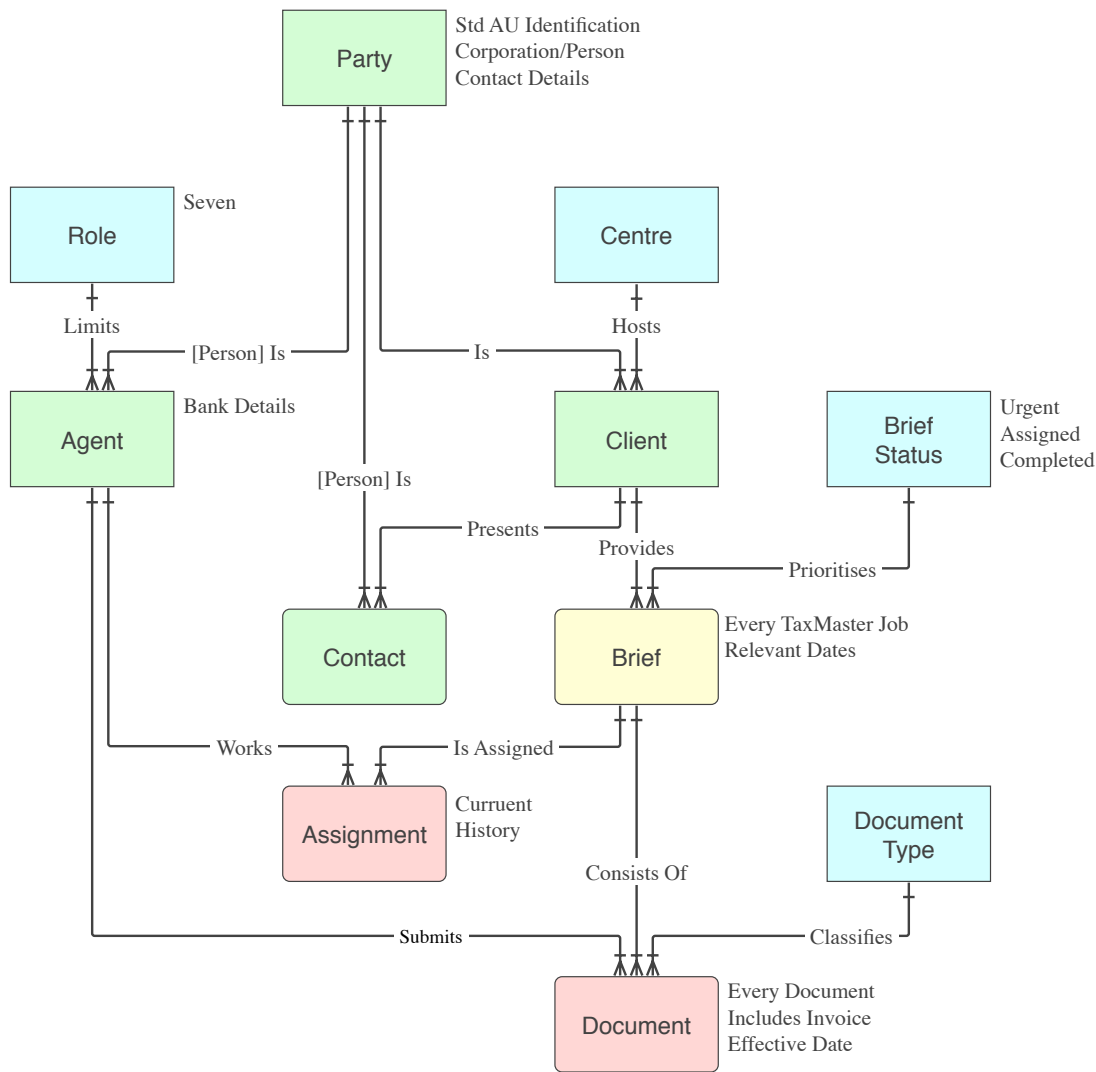 Party
Std AU Identification
Corporation/Person
Contact Details
Role
Seven
Centre
Limits
Hosts
[Person] Is
Is
Agent
Bank Details
Client
Brief
Status
Urgent
Assigned
Completed
[Person] Is
Presents
Provides
Prioritises
Contact
Brief
Every TaxMaster Job
Relevant Dates
Works
Is Assigned
Assignment
Curruent
History
Document
Type
Consists Of
Submits
Classifies
Document
Every Document
Includes Invoice
Effective Date